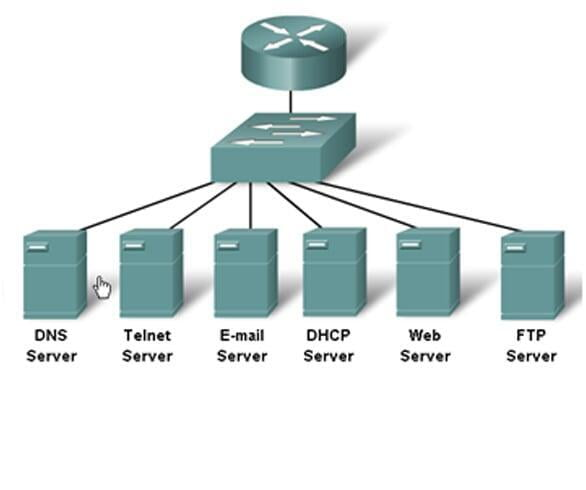 DNS Server
Telnet Server
E-mail Server
DHCP Server
Web Server
FTP Server